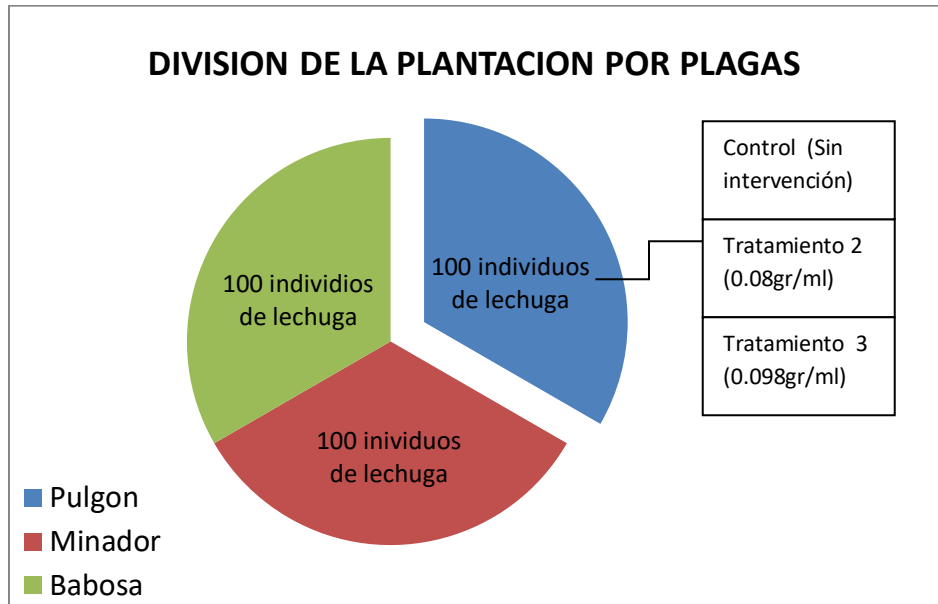 DIVISION DE LA PLANTACION POR PLAGAS
Control (Sin
intervención)
Tratamiento 2
(0.08gr/ml)
Tratamiento 3
(0.098gr/ml)
100 individuos
de lechuga
100 individios
de lechuga
100 inividuos
de lechuga
Pulgon
Minador
Babosa